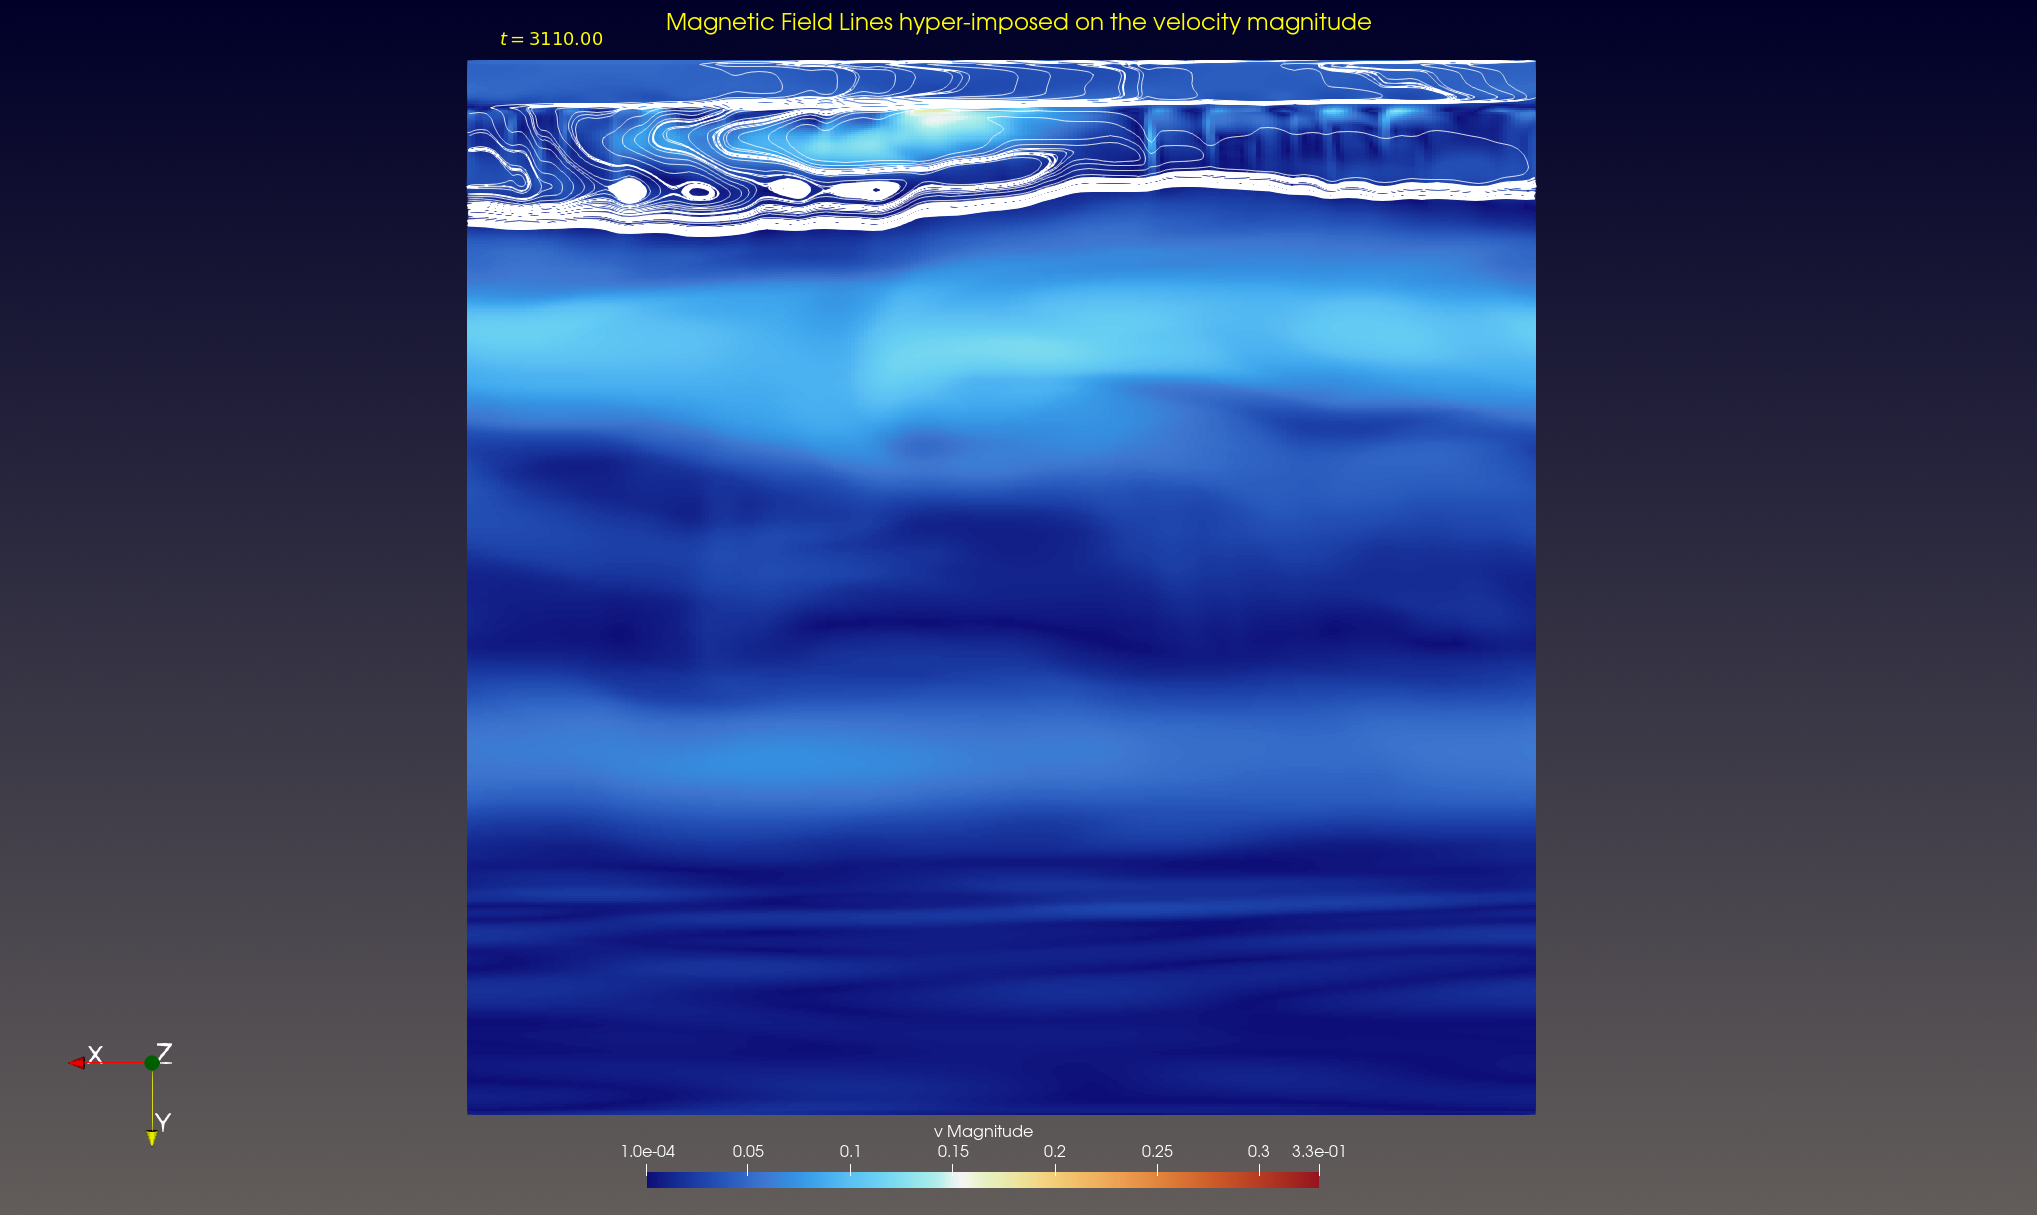 Magnetic Field Lines hyper-imposed on the velocity magnitude
t = 3110.00
X
Z
Y
v Magnitude
1.0e-04 0.05 0.1 0.15 0.2 0.25 0.3 3.3e-01